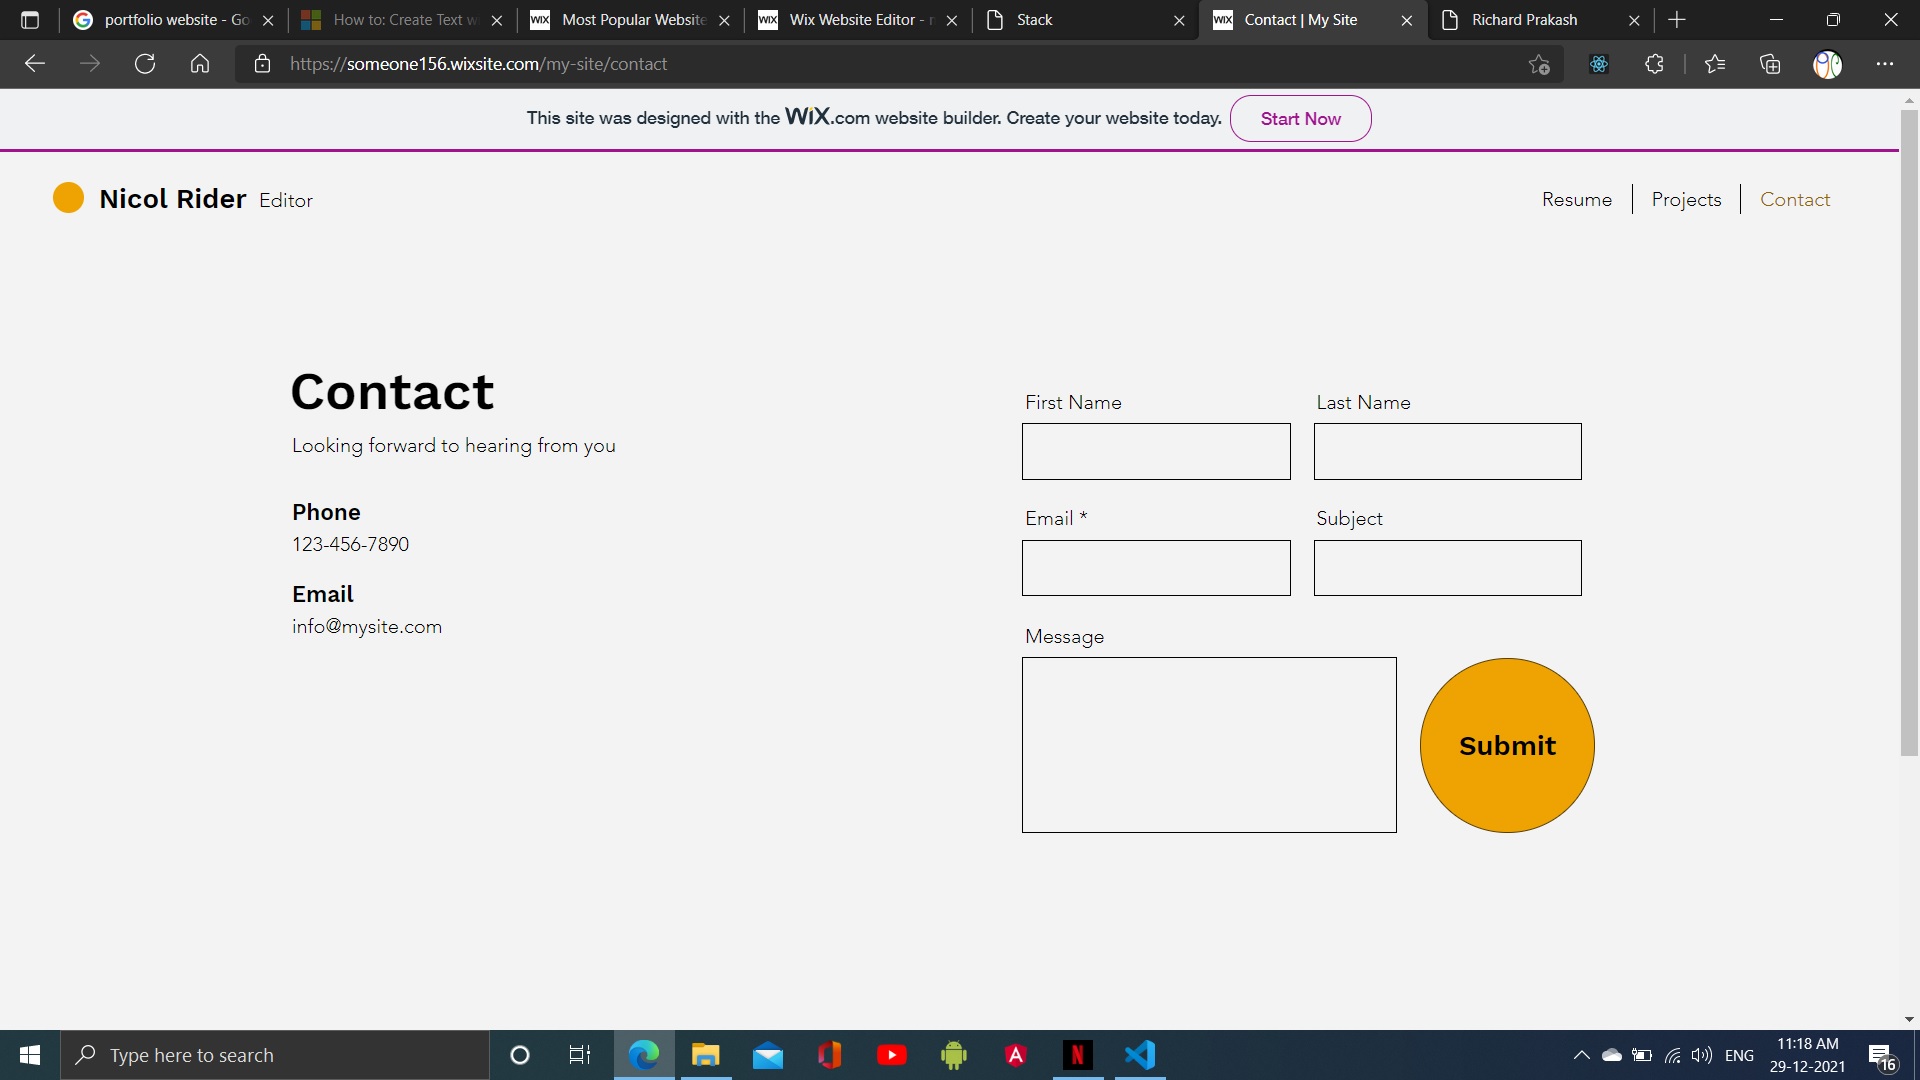 portfolio website - Go
How to: Create Text w
WIX Most Popular Website
WIX Wix Website Editor - 
Stack
WIX Contact | My Site
Richard Prakash
https://someone156.wixsite.com/my-site/contact
This site was designed with the WiX.com website builder. Create your website today. Start Now
Nicol Rider Editor
Resume Projects Contact
Contact
Looking forward to hearing from you
Phone
123-456-7890
Email
info@mysite.com
First Name Last Name
Email * Subject
Message
Submit
Type here to search
ENG
11:18 AM
29-12-2021
16